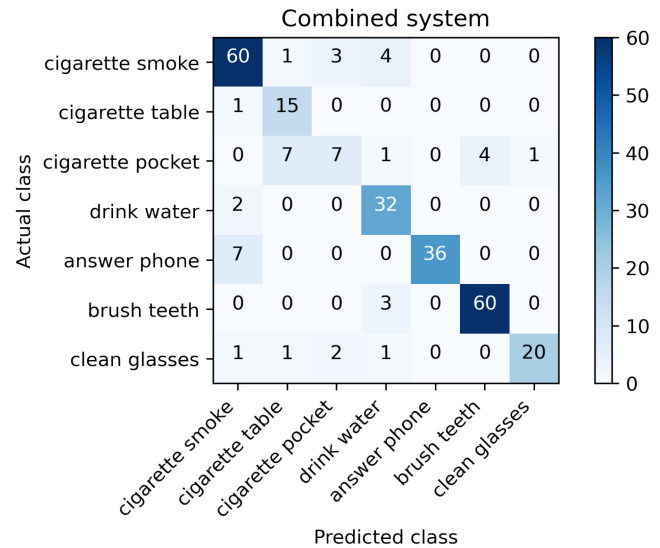 Combined system
Actual class
cigarette smoke 60 1 3 4 0 0 0
cigarette table 1 15 0 0 0 0 0
cigarette pocket 0 7 7 1 0 4 1
drink water 2 0 0 32 0 0 0
answer phone 7 0 0 0 36 0 0
brush teeth 0 0 0 3 0 60 0
clean glasses 1 1 2 1 0 0 20
cigarette smoke
cigarette table
cigarette pocket
drink water
answer phone
brush teeth
clean glasses
Predicted class
60
50
40
30
20
10
0